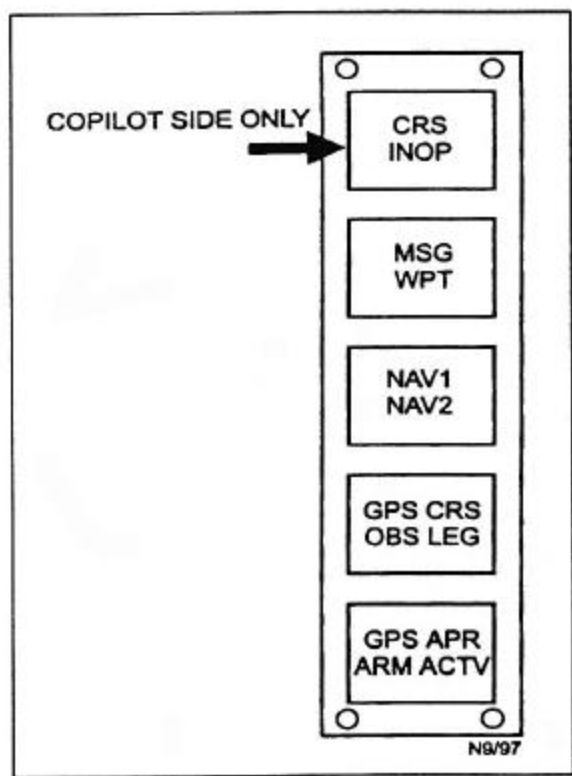 COPILOT SIDE ONLY
CRS
INOP
MSG
WPT
NAV1
NAV2
GPS CRS
OBS LEG
GPS APR
ARM ACTV
N9/97